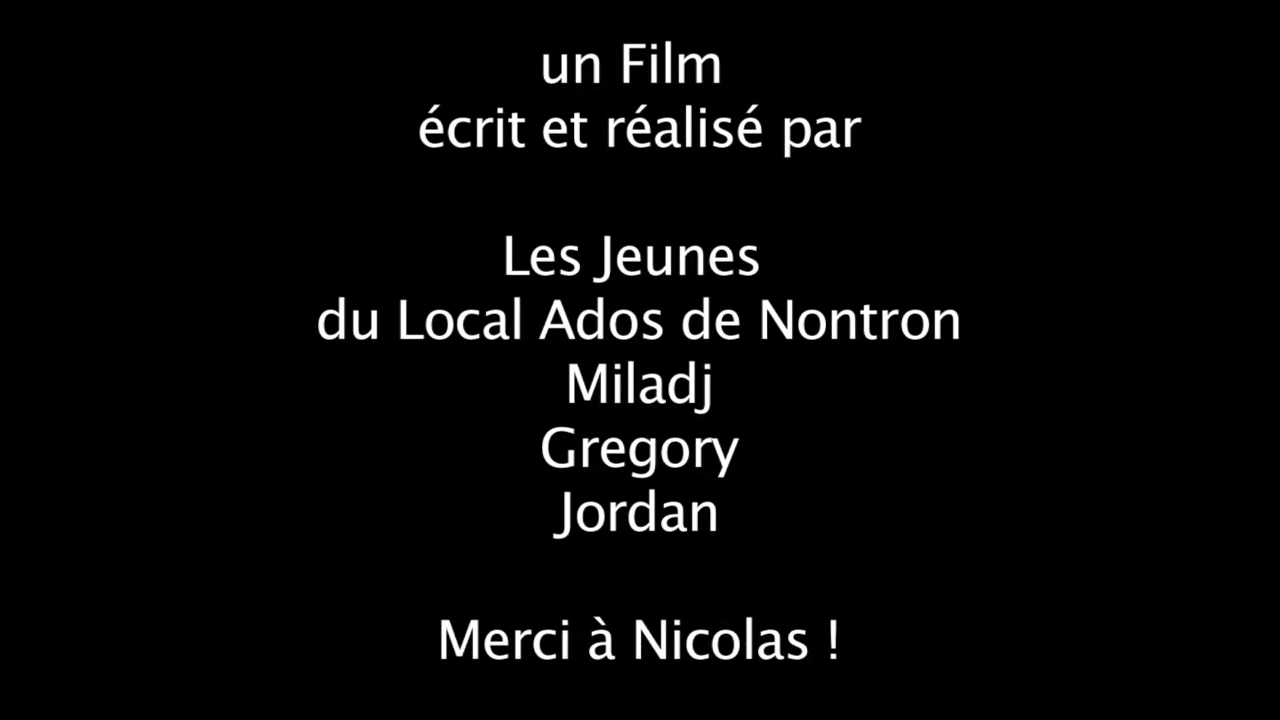 un Film
écrit et réalisé par
Les Jeunes
du Local Ados de Nontron
Miladj
Gregory
Jordan
Merci à Nicolas !